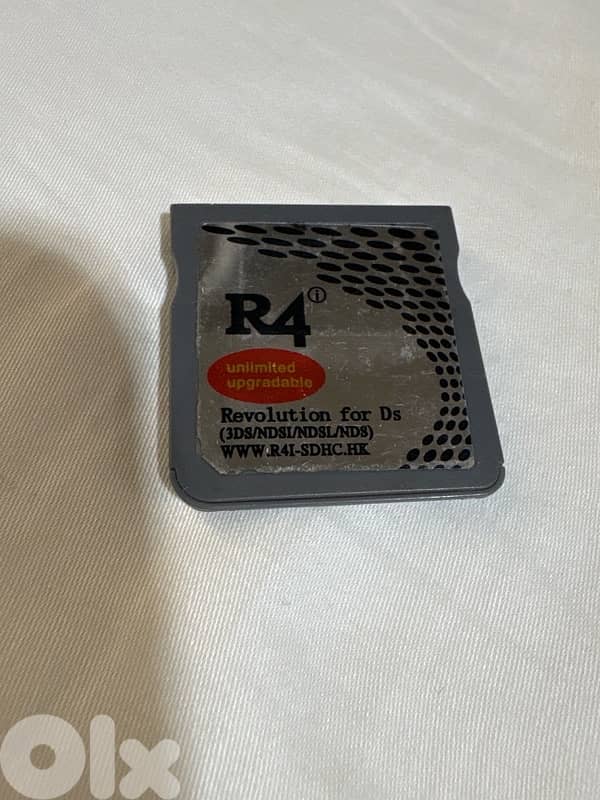 R4 i
unlimited
upgradable
Revolution for Ds
(3DS/NDSI/NDSL/NDS)
WWW.R4I-SDHC.HK
Olx